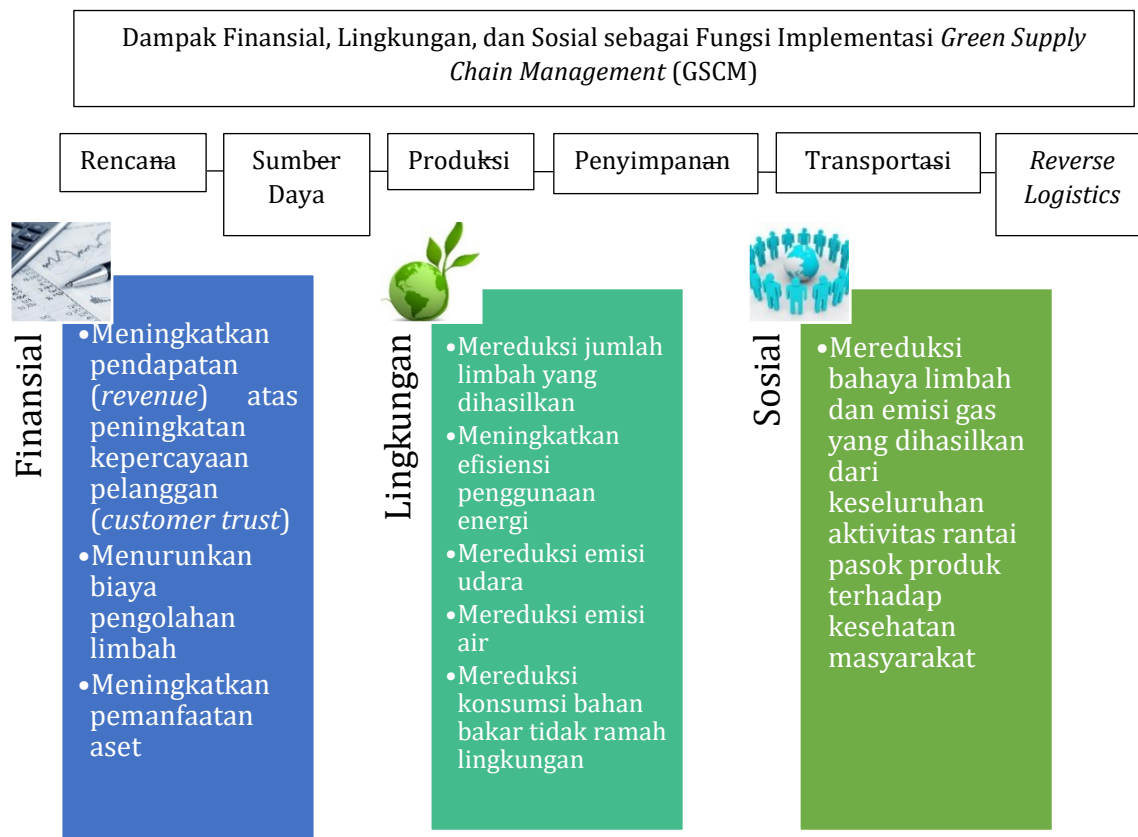 Dampak Finansial, Lingkungan, dan Sosial sebagai Fungsi Implementasi Green Supply
Chain Management (GSCM)
Rencana
Sumber
Daya
Produksi
Penyimpanan
Transportasi
Reverse
Logistics
Finansial
•Meningkatkan
pendapatan
(revenue) atas
peningkatan
kepercayaan
pelanggan
(customer trust)
•Menurunkan
biaya
pengolahan
limbah
•Meningkatkan
pemanfaatan
aset
Lingkungan
•Mereduksi jumlah
limbah yang
dihasilkan
•Meningkatkan
efisiensi
penggunaan
energi
•Mereduksi emisi
udara
•Mereduksi emisi
air
•Mereduksi
konsumsi bahan
bakar tidak ramah
lingkungan
Sosial
•Mereduksi
bahaya limbah
dan emisi gas
yang dihasilkan
dari
keseluruhan
aktivitas rantai
pasok produk
terhadap
kesehatan
masyarakat